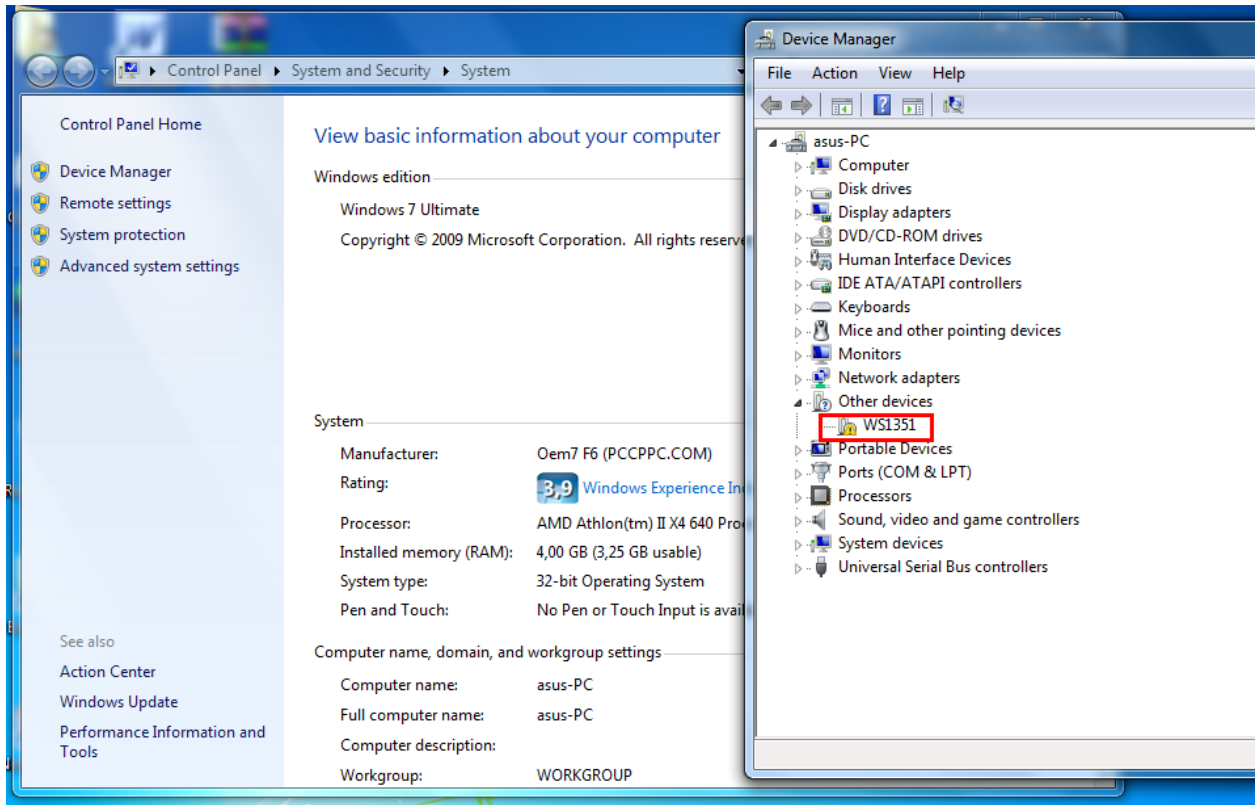 Control Panel ▸ System and Security ▸ System
Control Panel Home
Device Manager
Remote settings
System protection
Advanced system settings
See also
Action Center
Windows Update
Performance Information and
Tools
View basic information about your computer
Windows edition
Windows 7 Ultimate
Copyright © 2009 Microsoft Corporation. All rights
System
Manufacturer: Oem7 F6 (PCCPPC.COM)
Rating: 3,9 Windows Experience
Processor: AMD Athlon(tm) II X4 640
Installed memory (RAM): 4,00 GB (3,25 GB usable)
System type: 32-bit Operating System
Pen and Touch: No Pen or Touch Input is
Computer name, domain, and workgroup settings
Computer name: asus-PC
Full computer name: asus-PC
Computer description:
Workgroup: WORKGROUP
Device Manager
File Action View Help
asus-PC
Computer
Disk drives
Display adapters
DVD/CD-ROM drives
Human Interface Devices
IDE ATA/ATAPI controllers
Keyboards
Mice and other pointing devices
Monitors
Network adapters
Other devices
WS1351
Portable Devices
Ports (COM & LPT)
Processors
Sound, video and game controllers
System devices
Universal Serial Bus controllers